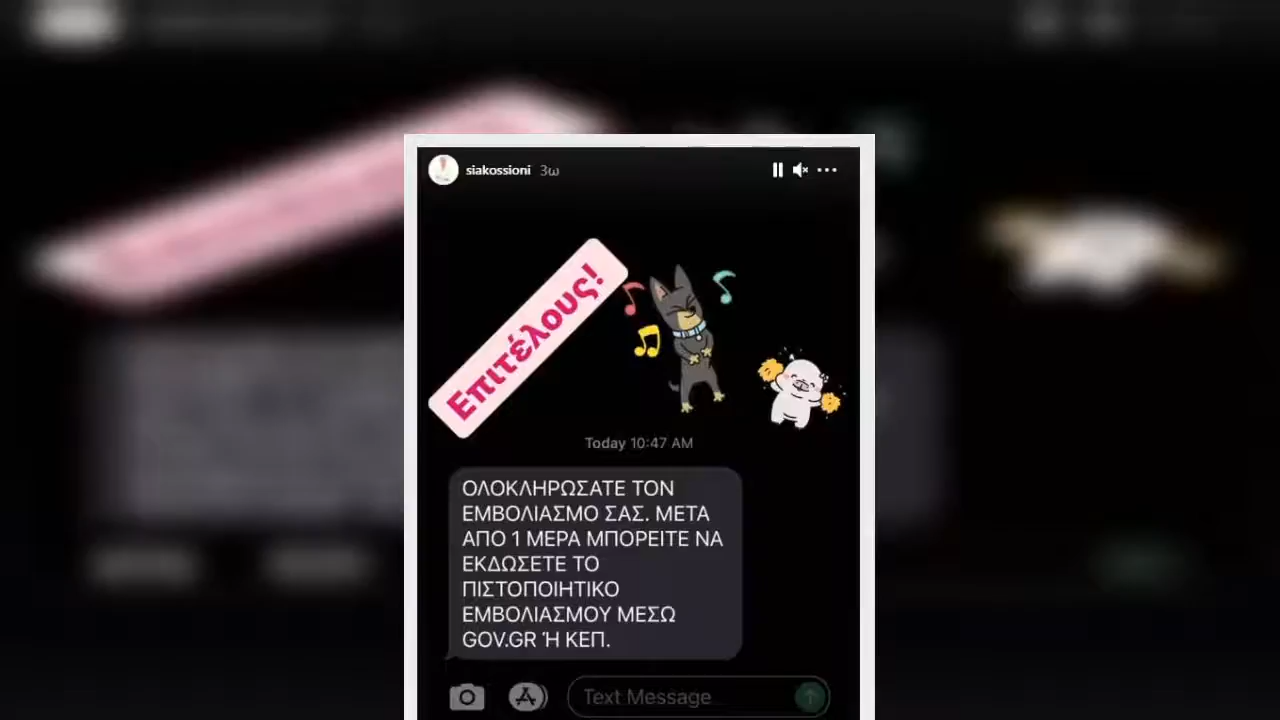 siakossioni 3ω
Επιτέλους!
Today 10:47 AM
ΟΛΟΚΛΗΡΩΣΑΤΕ ΤΟΝ
ΕΜΒΟΛΙΑΣΜΟ ΣΑΣ. ΜΕΤΑ
ΑΠΟ 1 ΜΕΡΑ ΜΠΟΡΕΙΤΕ ΝΑ
ΕΚΔΩΣΕΤΕ ΤΟ
ΠΙΣΤΟΠΟΙΗΤΙΚΟ
ΕΜΒΟΛΙΑΣΜΟΥ ΜΕΣΩ
GOV.GR Ή ΚΕΠ.
Text Message